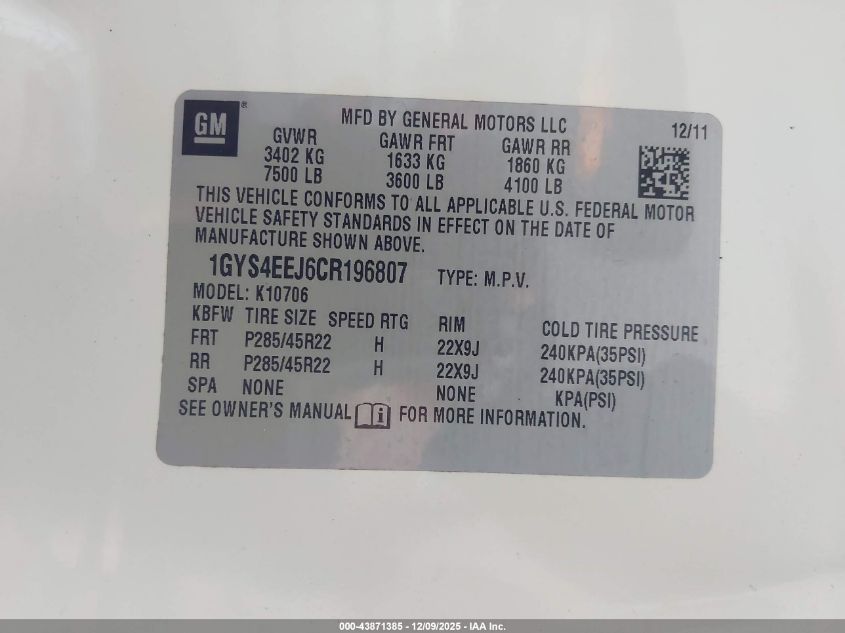 GM®
MFD BY GENERAL MOTORS LLC 12/11
GVWR GAWR FRT GAWR RR
3402 KG 1633 KG 1860 KG
7500 LB 3600 LB 4100 LB
THIS VEHICLE CONFORMS TO ALL APPLICABLE U.S. FEDERAL MOTOR
VEHICLE SAFETY STANDARDS IN EFFECT ON THE DATE OF
MANUFACTURE SHOWN ABOVE.
1GYS4EEJ6CR196807 TYPE: M.P.V.
MODEL: K10706
KBFW TIRE SIZE SPEED RTG RIM COLD TIRE PRESSURE
FRT P285/45R22 H 22X9J 240KPA(35PSI)
RR P285/45R22 H 22X9J 240KPA(35PSI)
SPA NONE NONE KPA(PSI)
SEE OWNER'S MANUAL i FOR MORE INFORMATION.
000-43871385 - 12/09/2025 - IAA Inc.